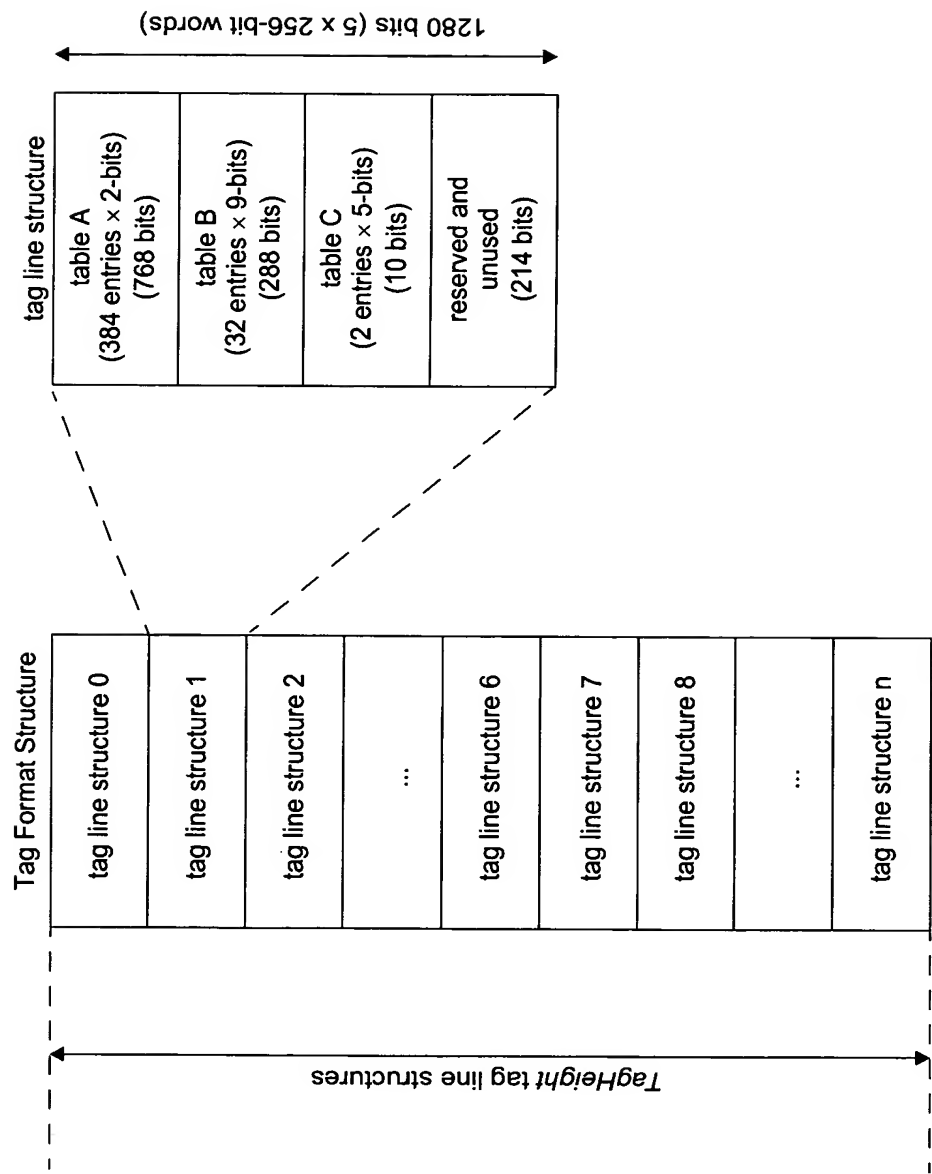 Tag Format Structure
tag line structure 0
tag line structure 1
tag line structure 2
...
tag line structure 6
tag line structure 7
tag line structure 8
...
tag line structure n
TagHeight tag line structures
tag line structure
table A
(384 entries × 2-bits)
(768 bits)
table B
(32 entries × 9-bits)
(288 bits)
table C
(2 entries × 5-bits)
(10 bits)
reserved and
unused
(214 bits)
1280 bits (5 x 256-bit words)